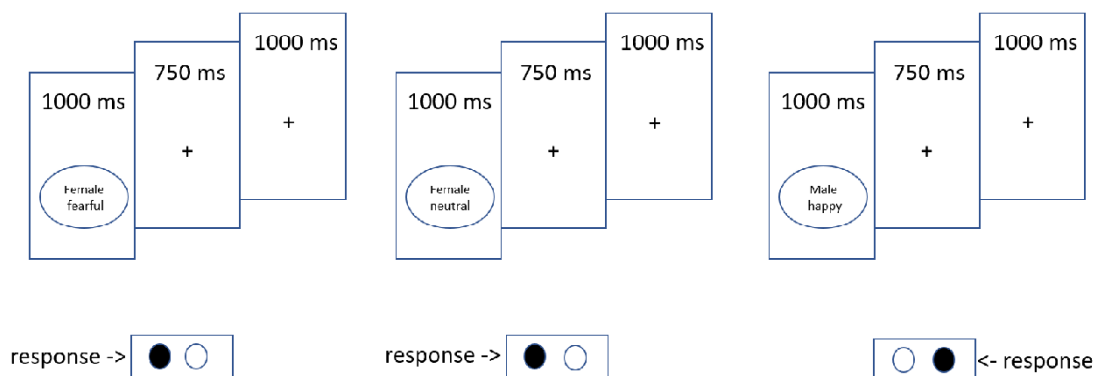 1000 ms
750 ms
1000 ms
+
+
Female
fearful
response ->
1000 ms
750 ms
1000 ms
+
+
Female
neutral
response ->
1000 ms
750 ms
1000 ms
+
+
Male
happy
<- response